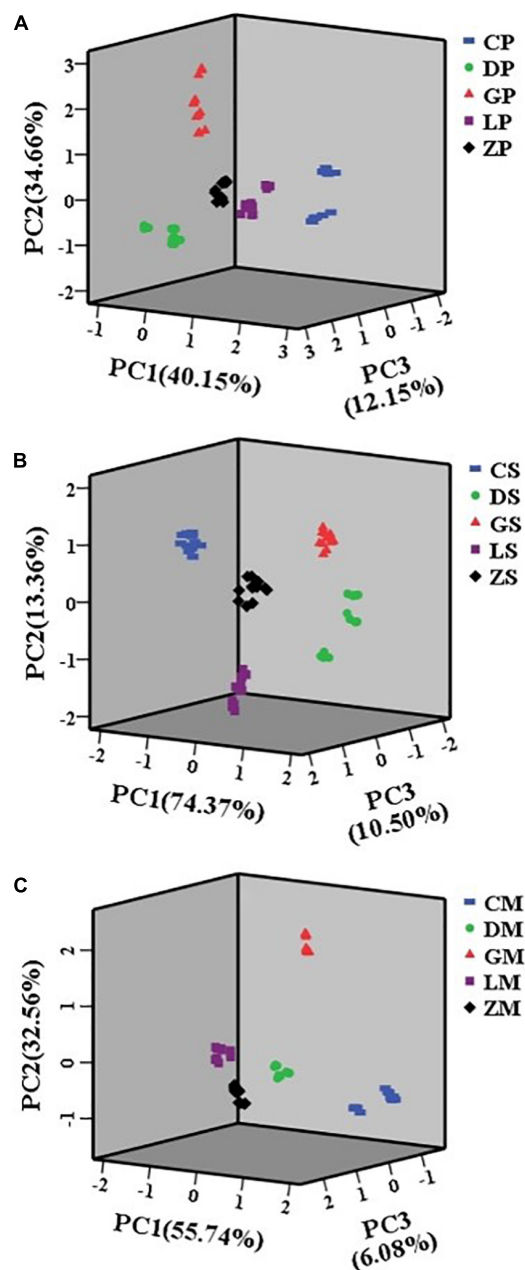 A
CP
DP
GP
LP
ZP
3
2
1
0
-1
-2
PC2(34.66%)
-1
0
1
2
3
3
2
1
0
-1
-2
PC1(40.15%)
PC3
(12.15%)
B
CS
DS
GS
LS
ZS
2
1
0
-1
-2
PC2(13.36%)
-2
-1
0
1
2
2
1
0
-1
-2
PC1(74.37%)
PC3
(10.50%)
C
CM
DM
GM
LM
ZM
2
1
0
-1
PC2(32.56%)
-2
-1
0
1
2
2
1
0
-1
PC1(55.74%)
PC3
(6.08%)